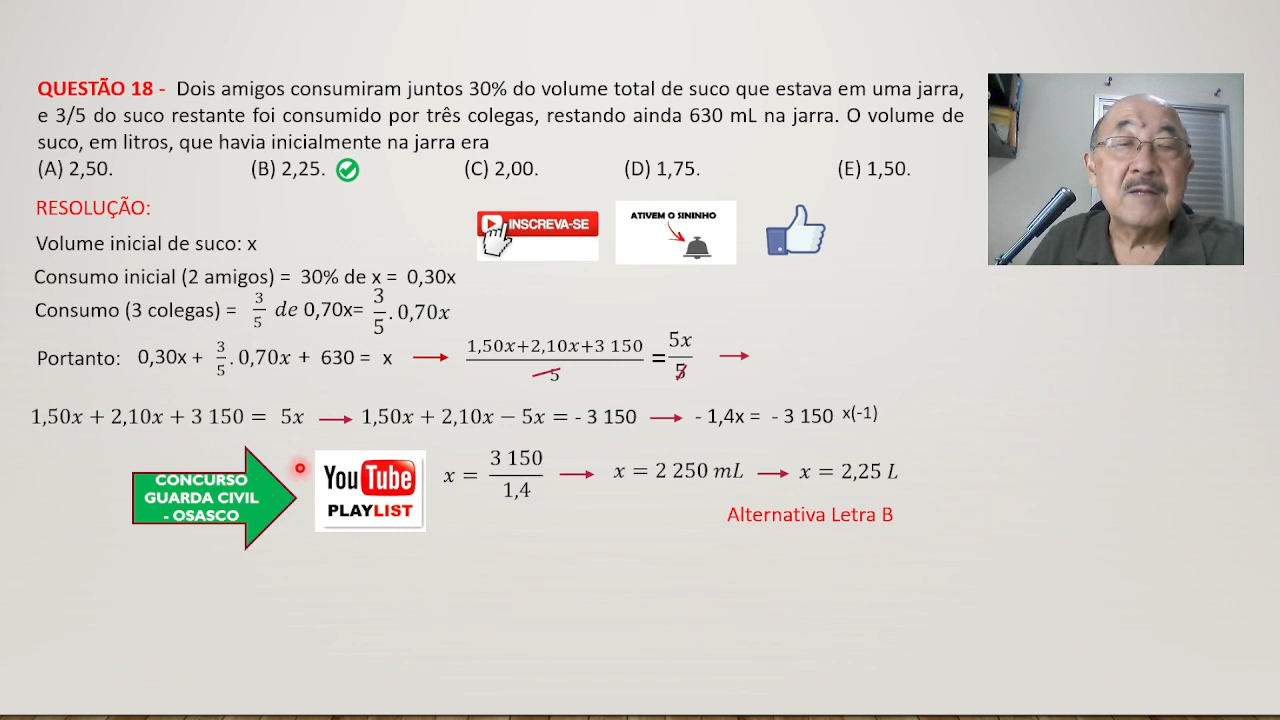 QUESTÃO 18 - Dois amigos consumiram juntos 30% do volume total de suco que estava em uma jarra,
e 3/5 do suco restante foi consumido por três colegas, restando ainda 630 mL na jarra. O volume de
suco, em litros, que havia inicialmente na jarra era
(A) 2,50. (B) 2,25. (C) 2,00. (D) 1,75. (E) 1,50.
RESOLUÇÃO:
INSCREVA-SE
ATIVEM O SININHO
Volume inicial de suco: x
Consumo inicial (2 amigos) = 30% de x = 0,30x
Consumo (3 colegas) = 3/5 de 0,70x= 3/5 . 0,70x
Portanto: 0,30x + 3/5 . 0,70x + 630 = x → (1,50x+2,10x+3 150)/5 = 5x/5 →
1,50x + 2,10x + 3 150 = 5x → 1,50x + 2,10x − 5x = - 3 150 → - 1,4x = - 3 150 x(-1)
x = 3 150/1,4 → x = 2 250 mL → x = 2,25 L
CONCURSO
GUARDA CIVIL
- OSASCO
YouTube
PLAYLIST
Alternativa Letra B